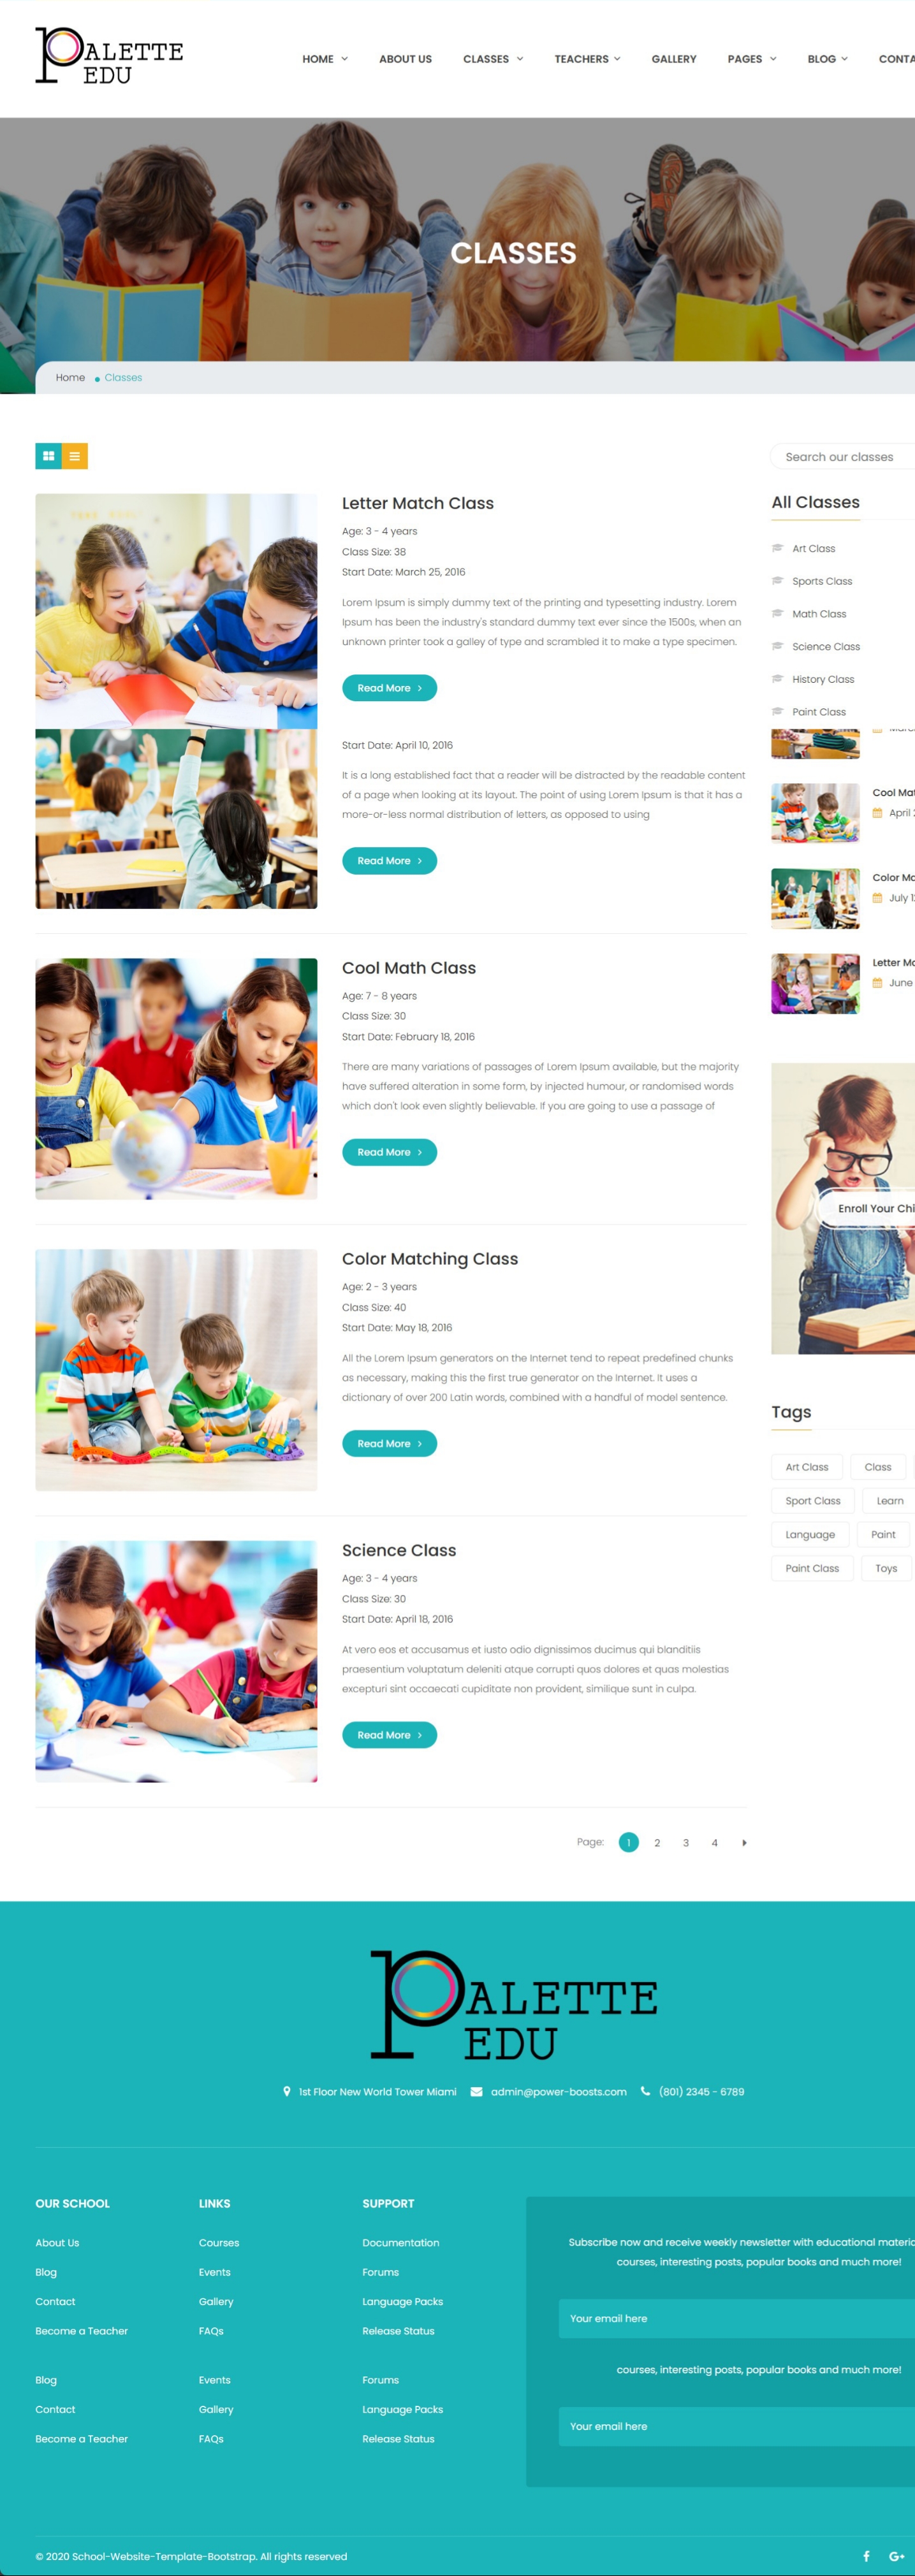 PALETTE
EDU
HOME
ABOUT US
CLASSES
TEACHERS
GALLERY
PAGES
BLOG
CONTA
CLASSES
Home
Classes
Letter Match Class
Age: 3 - 4 years
Class Size: 38
Start Date: March 25, 2016
Lorem Ipsum is simply dummy text of the printing and typesetting industry. Lorem
Ipsum has been the industry's standard dummy text ever since the 1500s, when an
unknown printer took a galley of type and scrambled it to make a type specimen.
Read More
Start Date: April 10, 2016
It is a long established fact that a reader will be distracted by the readable content
of a page when looking at its layout. The point of using Lorem Ipsum is that it has a
more-or-less normal distribution of letters, as opposed to using
Read More
Cool Math Class
Age: 7 - 8 years
Class Size: 30
Start Date: February 18, 2016
There are many variations of passages of Lorem Ipsum available, but the majority
have suffered alteration in some form, by injected humour, or randomised words
which don't look even slightly believable. If you are going to use a passage of
Read More
Color Matching Class
Age: 2 - 3 years
Class Size: 40
Start Date: May 18, 2016
All the Lorem Ipsum generators on the Internet tend to repeat predefined chunks
as necessary, making this the first true generator on the Internet. It uses a
dictionary of over 200 Latin words, combined with a handful of model sentence.
Read More
Science Class
Age: 3 - 4 years
Class Size: 30
Start Date: April 18, 2016
At vero eos et accusamus et iusto odio dignissimos ducimus qui blanditiis
praesentium voluptatum deleniti atque corrupti quos dolores et quas molestias
excepturi sint occaecati cupiditate non provident, similique sunt in culpa.
Read More
Page: 1 2 3 4
Search our classes
All Classes
Art Class
Sports Class
Math Class
Science Class
History Class
Paint Class
Cool Mat
April 2
Color Ma
July 12
Letter Ma
June
Enroll Your Chi
Tags
Art Class
Class
Sport Class
Learn
Language
Paint
Paint Class
Toys
PALETTE
EDU
1st Floor New World Tower Miami
admin@power-boosts.com
(801) 2345 - 6789
OUR SCHOOL
About Us
Blog
Contact
Become a Teacher
Blog
Contact
Become a Teacher
LINKS
Courses
Events
Gallery
FAQs
Events
Gallery
FAQs
SUPPORT
Documentation
Forums
Language Packs
Release Status
Forums
Language Packs
Release Status
Subscribe now and receive weekly newsletter with educational materia
courses, interesting posts, popular books and much more!
Your email here
courses, interesting posts, popular books and much more!
Your email here
© 2020 School-Website-Template-Bootstrap. All rights reserved